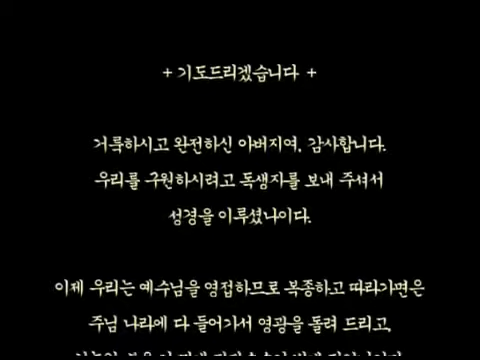 + 기도드리겠습니다 +
거룩하시고 완전하신 아버지여, 감사합니다.
우리를 구원하시려고 독생자를 보내 주셔서
성경을 이루셨나이다.
이제 우리는 예수님을 영접하므로 복종하고 따라가면은
주님 나라에 다 들어가서 영광을 돌려 드리고,